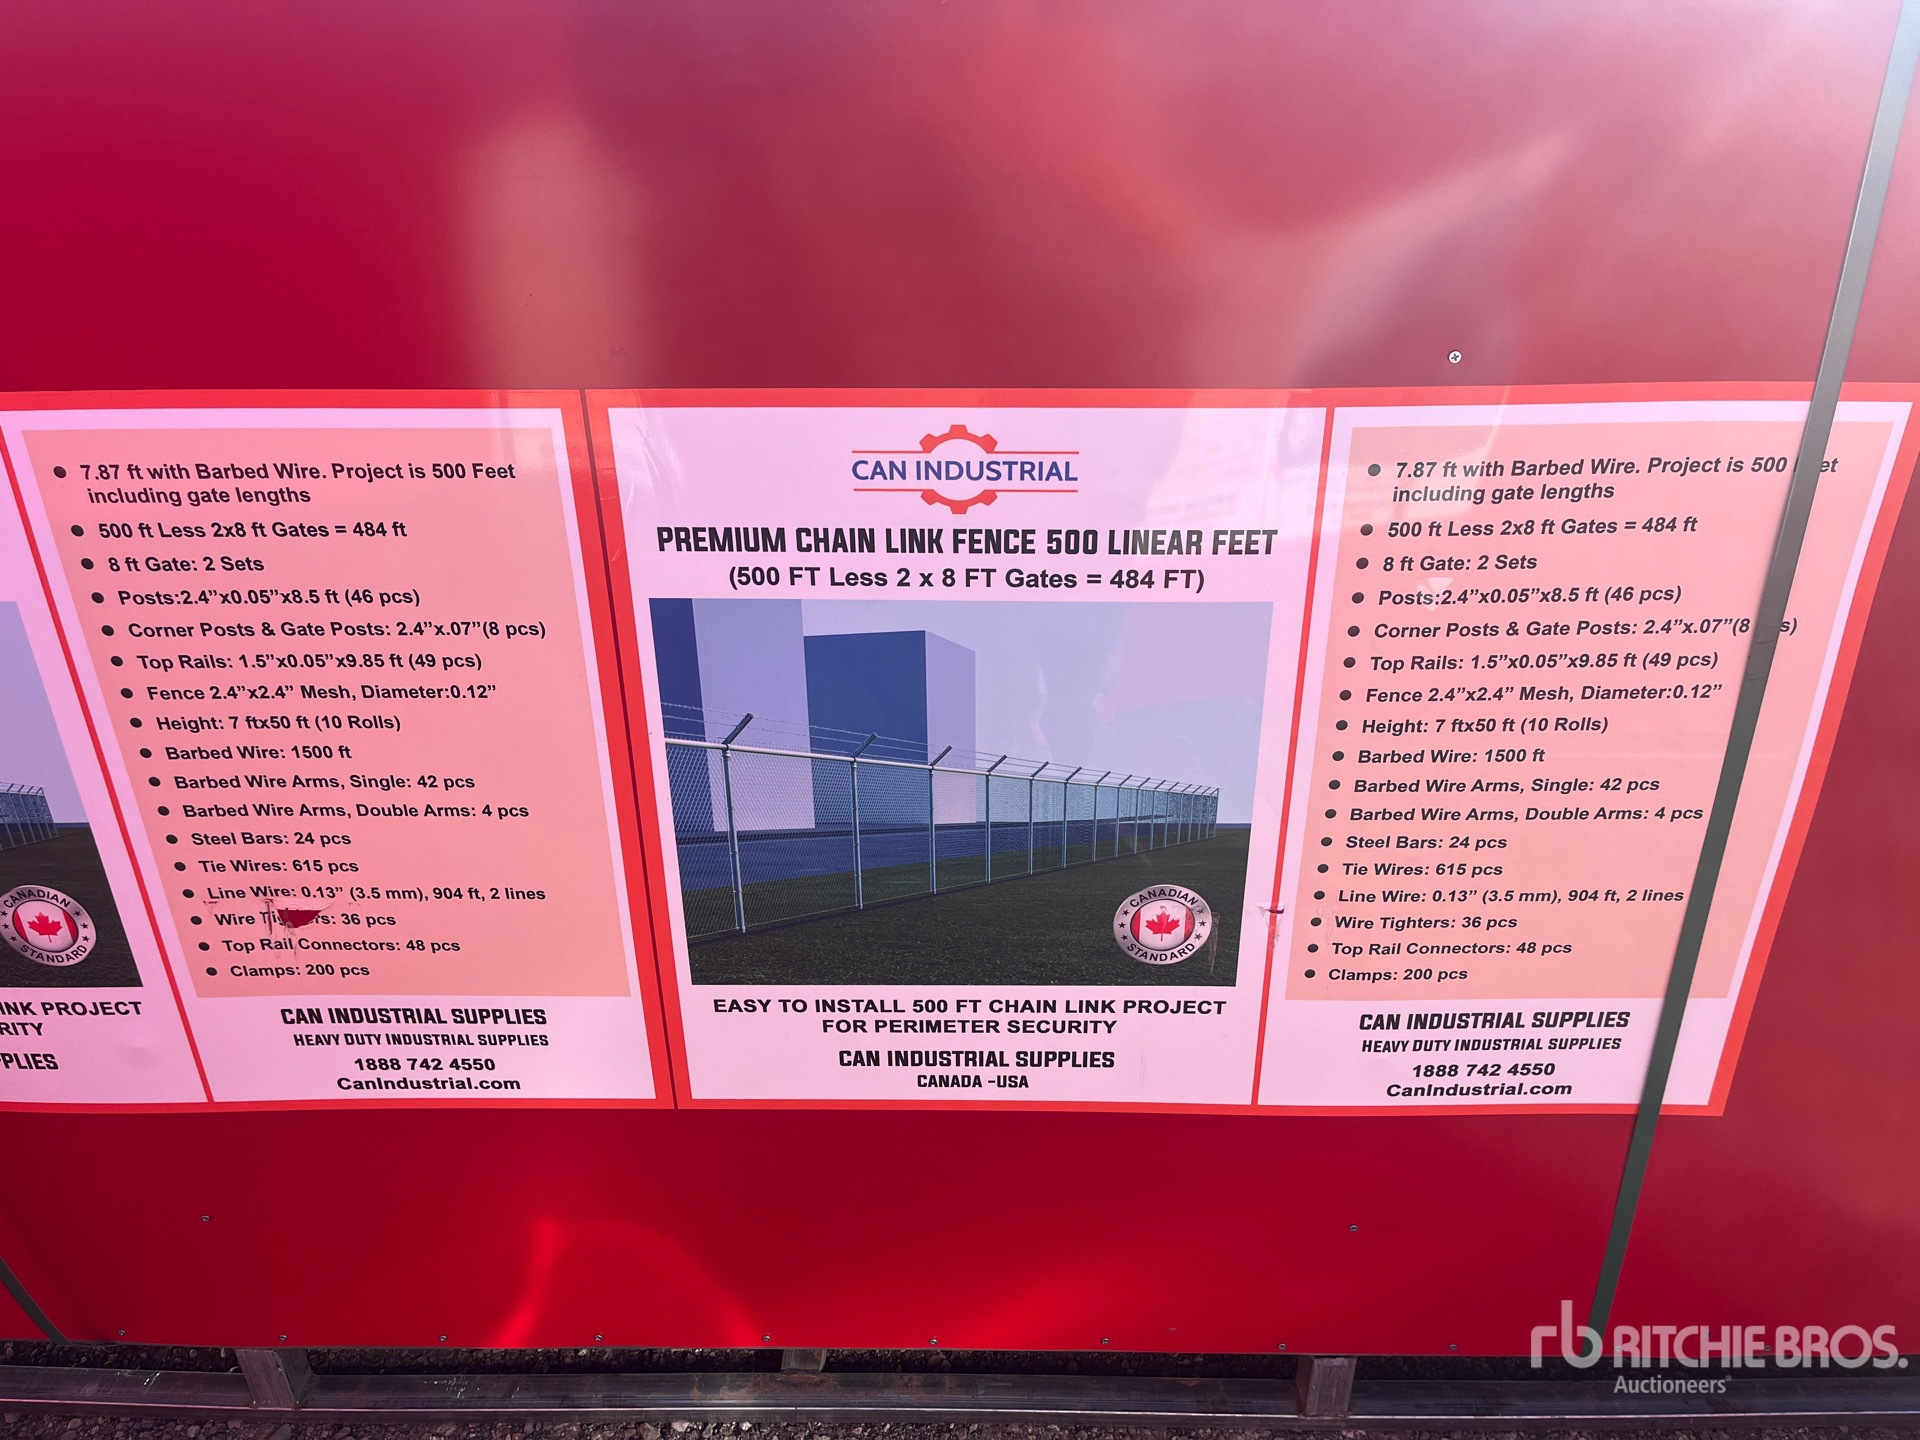 INK PROJECT
RITY
PLIES
CANADIAN
STANDARD
• 7.87 ft with Barbed Wire. Project is 500 Feet
including gate lengths
• 500 ft Less 2x8 ft Gates = 484 ft
• 8 ft Gate: 2 Sets
• Posts:2.4”x0.05”x8.5 ft (46 pcs)
• Corner Posts & Gate Posts: 2.4”x.07”(8 pcs)
• Top Rails: 1.5”x0.05”x9.85 ft (49 pcs)
• Fence 2.4”x2.4” Mesh, Diameter:0.12”
• Height: 7 ftx50 ft (10 Rolls)
• Barbed Wire: 1500 ft
• Barbed Wire Arms, Single: 42 pcs
• Barbed Wire Arms, Double Arms: 4 pcs
• Steel Bars: 24 pcs
• Tie Wires: 615 pcs
• Line Wire: 0.13” (3.5 mm), 904 ft, 2 lines
• Wire rs: 36 pcs
• Top Rail Connectors: 48 pcs
• Clamps: 200 pcs
CAN INDUSTRIAL SUPPLIES
HEAVY DUTY INDUSTRIAL SUPPLIES
1888 742 4550
CanIndustrial.com
CAN INDUSTRIAL
PREMIUM CHAIN LINK FENCE 500 LINEAR FEET
(500 FT Less 2 x 8 FT Gates = 484 FT)
CANADIAN
STANDARD
EASY TO INSTALL 500 FT CHAIN LINK PROJECT
FOR PERIMETER SECURITY
CAN INDUSTRIAL SUPPLIES
CANADA -USA
• 7.87 ft with Barbed Wire. Project is 500 et
including gate lengths
• 500 ft Less 2x8 ft Gates = 484 ft
• 8 ft Gate: 2 Sets
• Posts:2.4”x0.05”x8.5 ft (46 pcs)
• Corner Posts & Gate Posts: 2.4”x.07”(8 s)
• Top Rails: 1.5”x0.05”x9.85 ft (49 pcs)
• Fence 2.4”x2.4” Mesh, Diameter:0.12”
• Height: 7 ftx50 ft (10 Rolls)
• Barbed Wire: 1500 ft
• Barbed Wire Arms, Single: 42 pcs
• Barbed Wire Arms, Double Arms: 4 pcs
• Steel Bars: 24 pcs
• Tie Wires: 615 pcs
• Line Wire: 0.13” (3.5 mm), 904 ft, 2 lines
• Wire Tighters: 36 pcs
• Top Rail Connectors: 48 pcs
• Clamps: 200 pcs
CAN INDUSTRIAL SUPPLIES
HEAVY DUTY INDUSTRIAL SUPPLIES
1888 742 4550
CanIndustrial.com
rb RITCHIE BROS.
Auctioneers